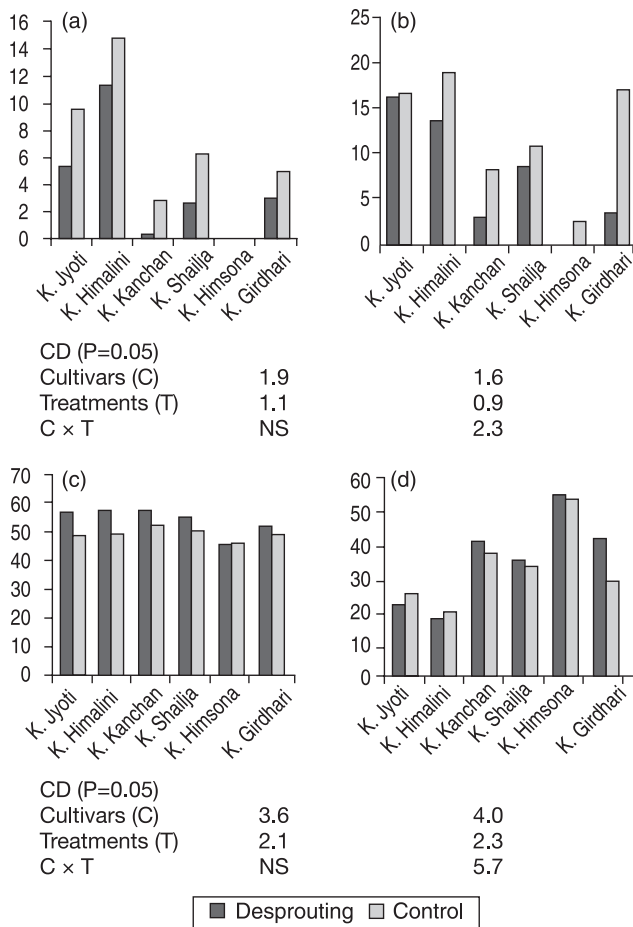 (a)
16
14
12
10
8
6
4
2
0
K. Jyoti
K. Himalini
K. Kanchan
K. Shailja
K. Himsona
K. Girdhari
(b)
25
20
15
10
5
0
K. Jyoti
K. Himalini
K. Kanchan
K. Shailja
K. Himsona
K. Girdhari
CD (P=0.05)
Cultivars (C) 1.9 1.6
Treatments (T) 1.1 0.9
C × T NS 2.3
(c)
70
60
50
40
30
20
10
0
K. Jyoti
K. Himalini
K. Kanchan
K. Shailja
K. Himsona
K. Girdhari
(d)
60
50
40
30
20
10
0
K. Jyoti
K. Himalini
K. Kanchan
K. Shailja
K. Himsona
K. Girdhari
CD (P=0.05)
Cultivars (C) 3.6 4.0
Treatments (T) 2.1 2.3
C × T NS 5.7
Desprouting Control